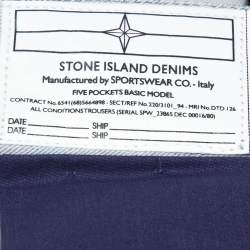 STONE ISLAND DENIMS
Manufactured by SPORTSWEAR CO. - Italy
FIVE POCKETS BASIC MODEL
CONTRACT No. 6541(68)5664898 - SECT/REF No. 220/3101_94 - MRI No. DTD 126
ALL CONDITIONS TROUSERS (SERIAL SPW_23865 DEC 00016/80)
DATE SHIP
DATE SHIP